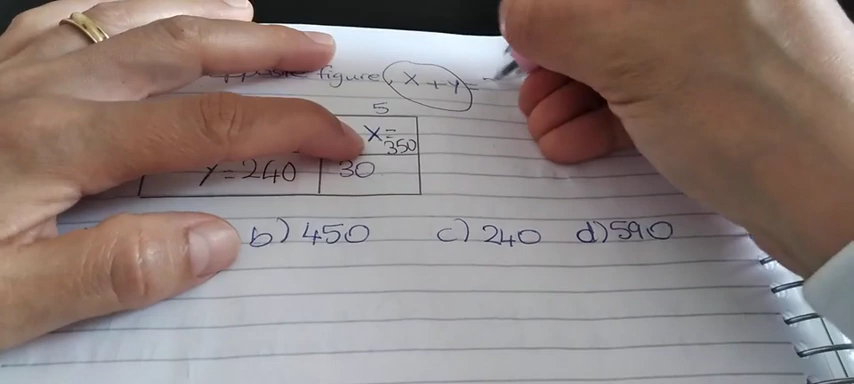 figure, x + y =
5
x = 350
y = 240 30
b) 450 c) 240 d) 590